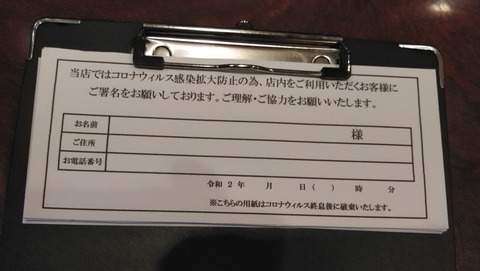 当店ではコロナウィルス感染拡大防止の為、店内をご利用いただくお客様に
ご署名をお願いしております。ご理解・ご協力をお願いいたします。
お名前 様
ご住所
お電話番号
令和 2 年 月 日 ( ) 時 分
※こちらの用紙はコロナウィルス終息後に破棄いたします。